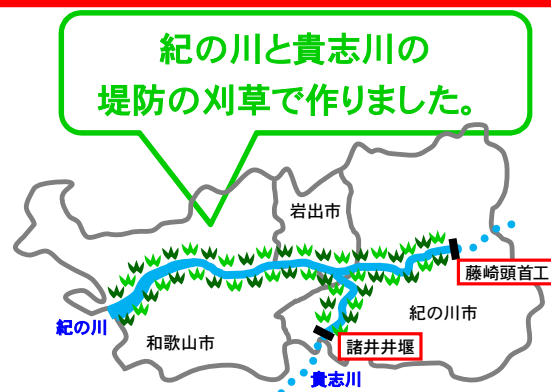 紀の川と貴志川の
堤防の刈草で作りました。
岩出市
藤崎頭首工
紀の川市
紀の川
和歌山市
諸井井堰
貴志川